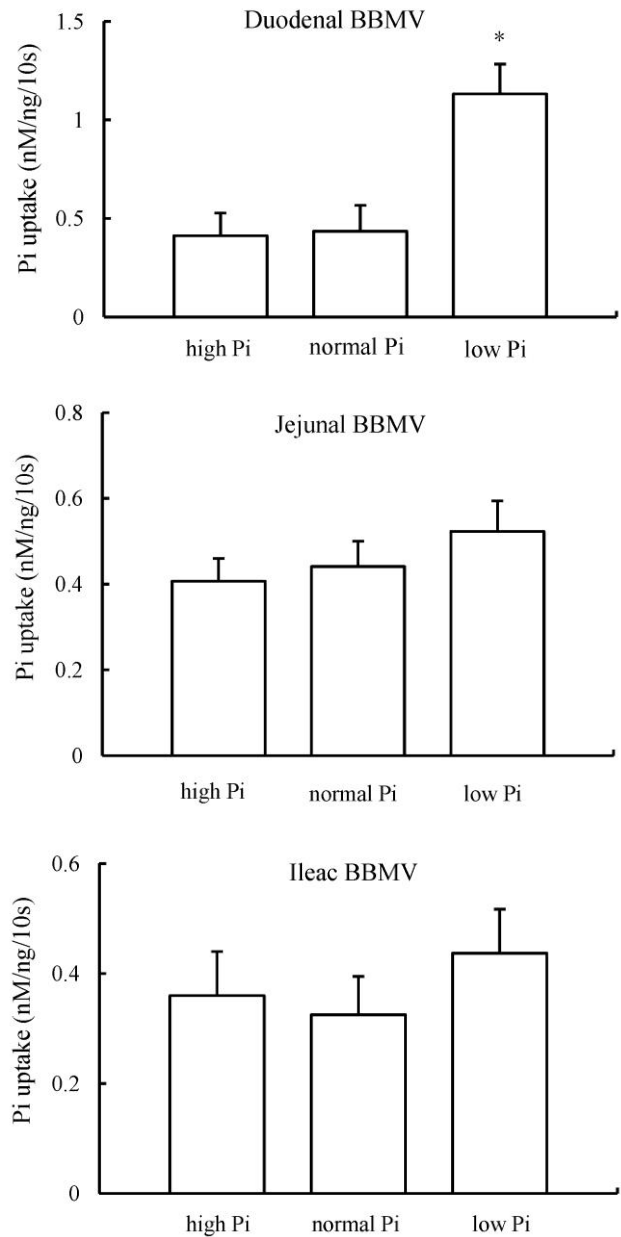 Duodenal BBMV
Pi uptake (nM/ng/10s)
1.5
1
0.5
0
*
high Pi normal Pi low Pi
Jejunal BBMV
Pi uptake (nM/ng/10s)
0.8
0.6
0.4
0.2
0
high Pi normal Pi low Pi
Ileac BBMV
Pi uptake (nM/ng/10s)
0.6
0.4
0.2
0
high Pi normal Pi low Pi